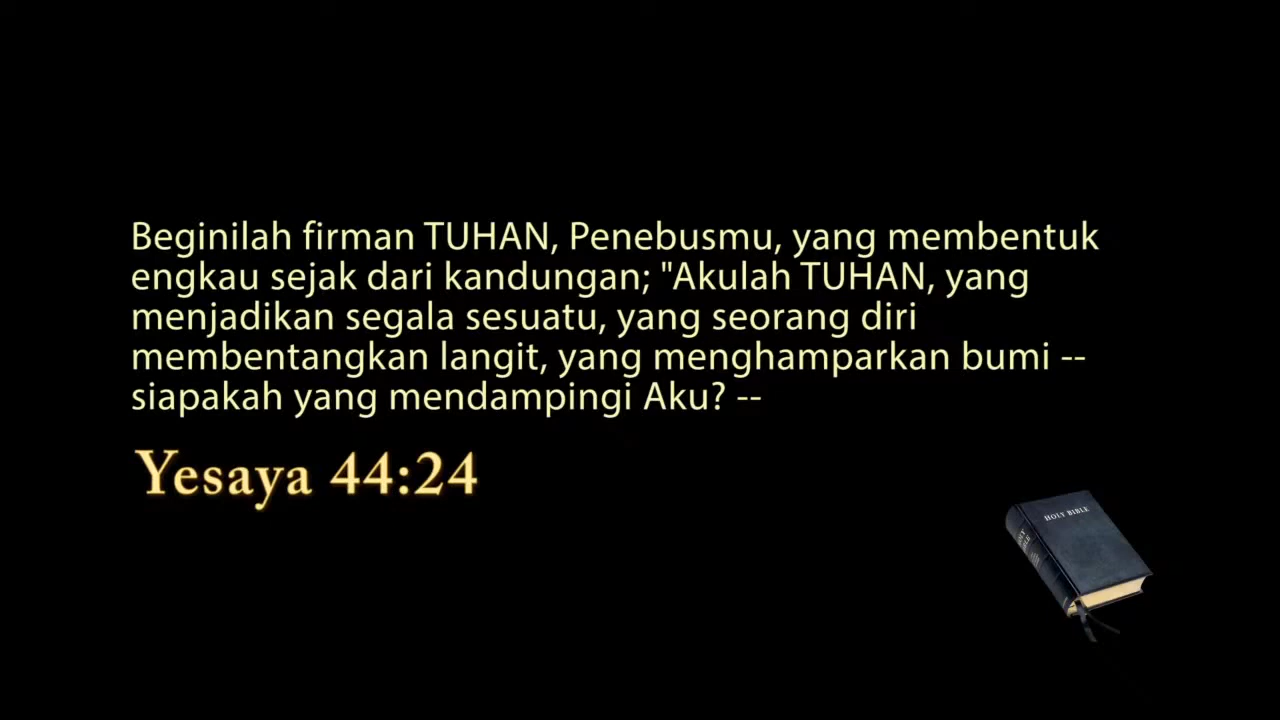 Beginilah firman TUHAN, Penebusmu, yang membentuk
engkau sejak dari kandungan; "Akulah TUHAN, yang
menjadikan segala sesuatu, yang seorang diri
membentangkan langit, yang menghamparkan bumi --
siapakah yang mendampingi Aku? --
Yesaya 44:24
HOLY BIBLE